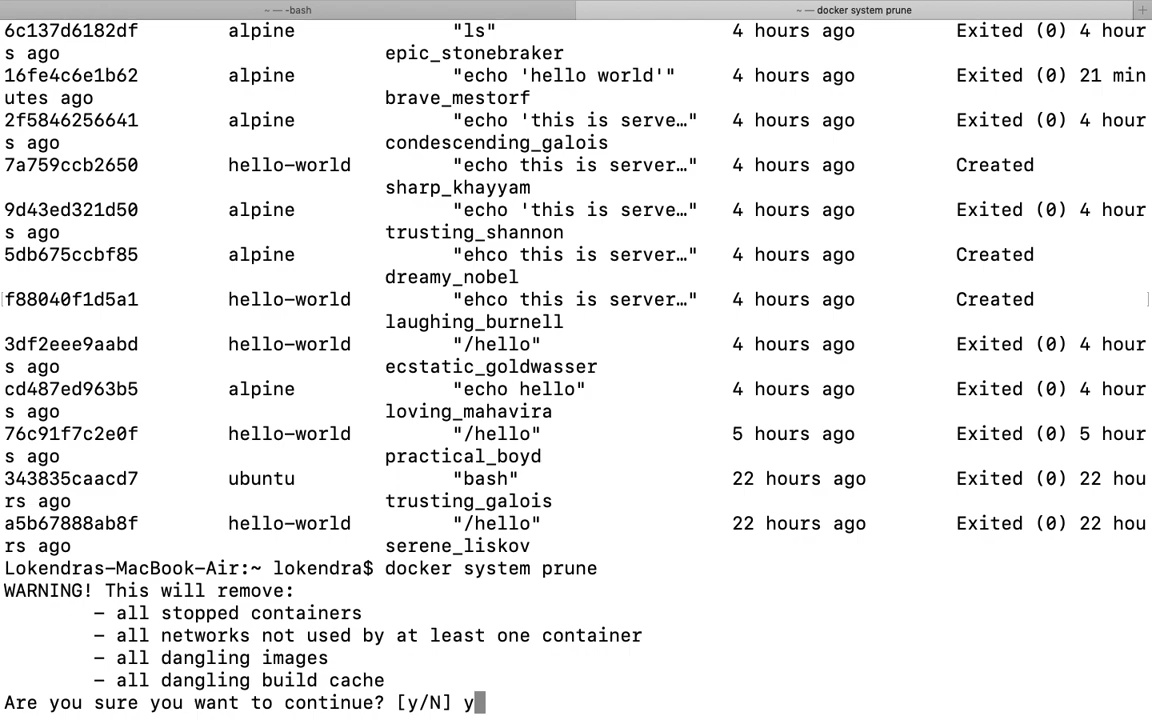 ~ — -bash
~ — docker system prune
6c137d6182df alpine "ls" 4 hours ago Exited (0) 4 hour
s ago epic_stonebraker
16fe4c6e1b62 alpine "echo 'hello world'" 4 hours ago Exited (0) 21 min
utes ago brave_mestorf
2f5846256641 alpine "echo 'this is serve…" 4 hours ago Exited (0) 4 hour
s ago condescending_galois
7a759ccb2650 hello-world "echo this is server…" 4 hours ago Created
sharp_khayyam
9d43ed321d50 alpine "echo 'this is serve…" 4 hours ago Exited (0) 4 hour
s ago trusting_shannon
5db675ccbf85 alpine "ehco this is server…" 4 hours ago Created
dreamy_nobel
f88040f1d5a1 hello-world "ehco this is server…" 4 hours ago Created
laughing_burnell
3df2eee9aabd hello-world "/hello" 4 hours ago Exited (0) 4 hour
s ago ecstatic_goldwasser
cd487ed963b5 alpine "echo hello" 4 hours ago Exited (0) 4 hour
s ago loving_mahavira
76c91f7c2e0f hello-world "/hello" 5 hours ago Exited (0) 5 hour
s ago practical_boyd
343835caacd7 ubuntu "bash" 22 hours ago Exited (0) 22 hou
rs ago trusting_galois
a5b67888ab8f hello-world "/hello" 22 hours ago Exited (0) 22 hou
rs ago serene_liskov
Lokendras-MacBook-Air:~ lokendra$ docker system prune
WARNING! This will remove:
- all stopped containers
- all networks not used by at least one container
- all dangling images
- all dangling build cache
Are you sure you want to continue? [y/N] y